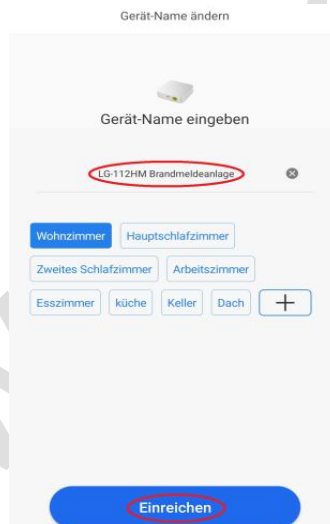 Gerät-Name ändern
Gerät-Name eingeben
LG-112HM Brandmeldeanlage
Wohnzimmer Hauptschlafzimmer
Zweites Schlafzimmer Arbeitszimmer
Esszimmer küche Keller Dach
Einreichen